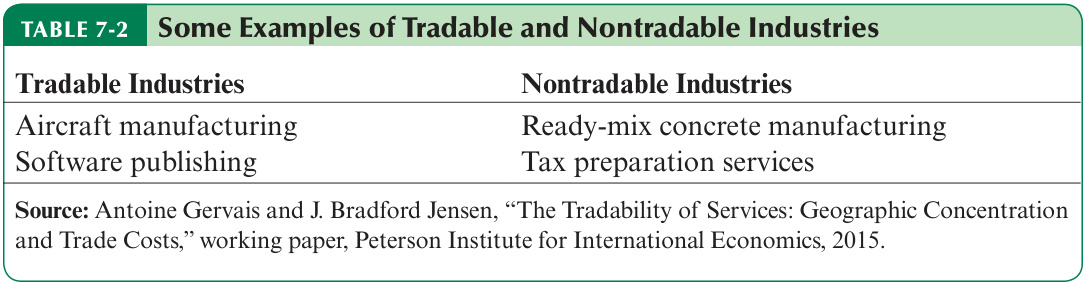 TABLE 7-2 Some Examples of Tradable and Nontradable Industries
Tradable Industries Nontradable Industries
Aircraft manufacturing Ready-mix concrete manufacturing
Software publishing Tax preparation services
Source: Antoine Gervais and J. Bradford Jensen, “The Tradability of Services: Geographic Concentration
and Trade Costs,” working paper, Peterson Institute for International Economics, 2015.